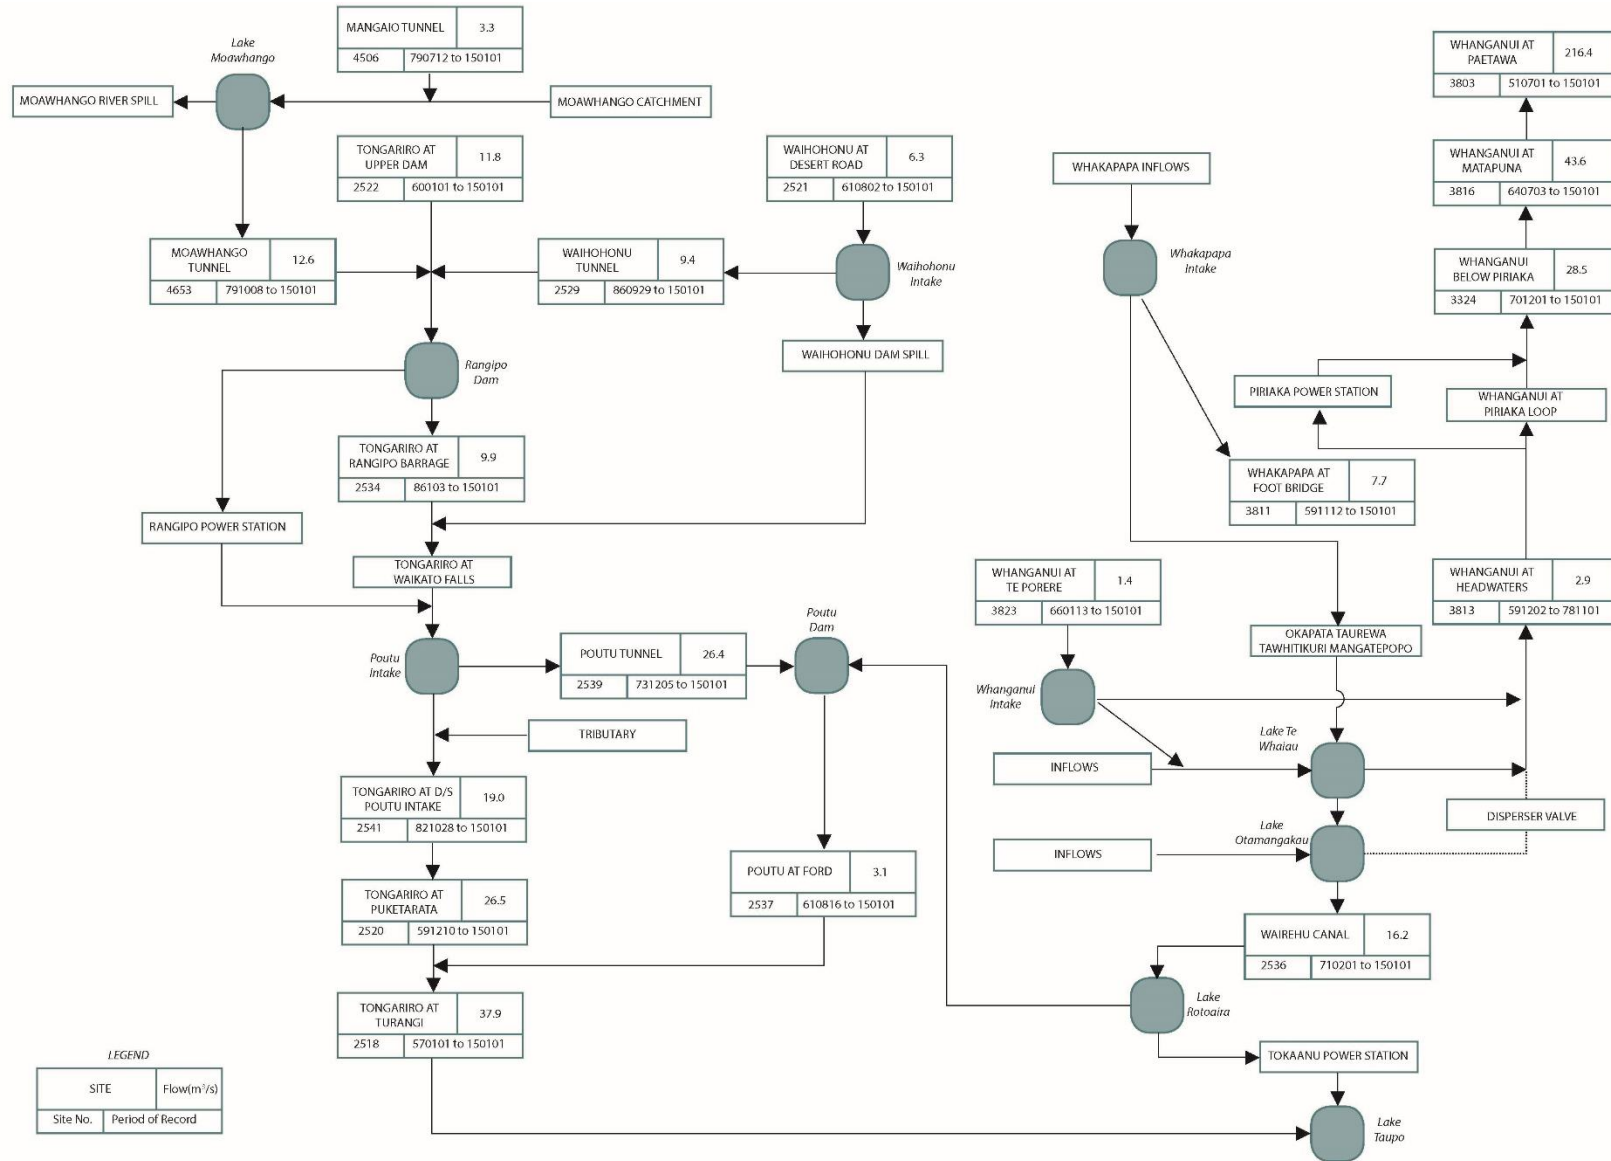 MANGAIO TUNNEL 3.3
4506 790712 to 150101
Lake
Moawhango
MOAWHANGO RIVER SPILL
MOAWHANGO CATCHMENT
TONGARIRO AT
UPPER DAM 11.8
2522 600101 to 150101
WAIHOHONU AT
DESERT ROAD 6.3
2521 610802 to 150101
MOAWHANGO
TUNNEL 12.6
4653 791008 to 150101
WAIHOHONU
TUNNEL 9.4
2529 860929 to 150101
Waihohonu
Intake
WAIHOHONU DAM SPILL
Rangipo
Dam
TONGARIRO AT
RANGIPO BARRAGE 9.9
2534 86103 to 150101
RANGIPO POWER STATION
TONGARIRO AT
WAIKATO FALLS
Poutu
Intake
POUTU TUNNEL 26.4
2539 731205 to 150101
Poutu
Dam
TRIBUTARY
TONGARIRO AT D/S
POUTU INTAKE 19.0
2541 821028 to 150101
TONGARIRO AT
PUKETARATA 26.5
2520 591210 to 150101
POUTU AT FORD 3.1
2537 610816 to 150101
TONGARIRO AT
TURANGI 37.9
2518 570101 to 150101
LEGEND
SITE Flow(m³/s)
Site No. Period of Record
WHANGANUI AT
PAETAWA 216.4
3803 510701 to 150101
WHANGANUI AT
MATAPUNA 43.6
3816 640703 to 150101
WHANGANUI
BELOW PIRIAKA 28.5
3324 701201 to 150101
WHAKAPAPA INFLOWS
Whakapapa
Intake
PIRIAKA POWER STATION
WHANGANUI AT
PIRIAKA LOOP
WHAKAPAPA AT
FOOT BRIDGE 7.7
3811 591112 to 150101
WHANGANUI AT
TE PORERE 1.4
3823 660113 to 150101
WHANGANUI AT
HEADWATERS 2.9
3813 591202 to 781101
OKAPATA TAUREWA
TAWHITIKURI MANGATEPOPO
Whanganui
Intake
Lake Te
Whaiau
INFLOWS
DISPERSER VALVE
Lake
Otamangakau
INFLOWS
WAIREHU CANAL 16.2
2536 710201 to 150101
Lake
Rotoaira
TOKAANU POWER STATION
Lake
Taupo